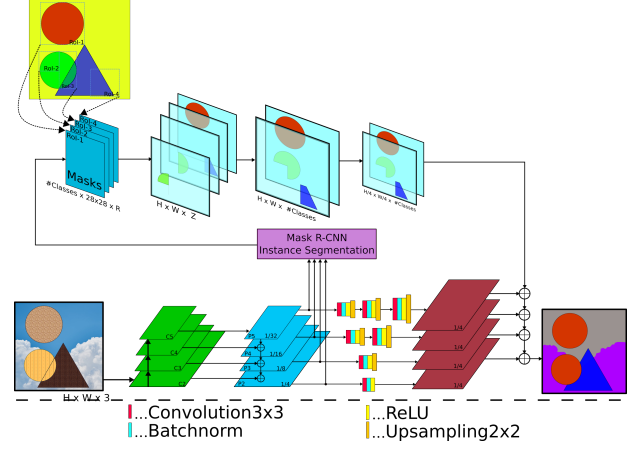 RoI-1
RoI-2
RoI-3
RoI-4
RoI-4
RoI-3
RoI-2
RoI-1
Masks
#Classes x 28x28 x R
H x W x Z
H x W x #Classes
H/4 x W/4 x #Classes
Mask R-CNN
Instance Segmentation
C5
C4
C3
C2
P5 1/32
P4 1/16
P3 1/8
P2 1/4
1/4
1/4
1/4
1/4
H x W x 3
...Convolution3x3
...ReLU
...Batchnorm
...Upsampling2x2